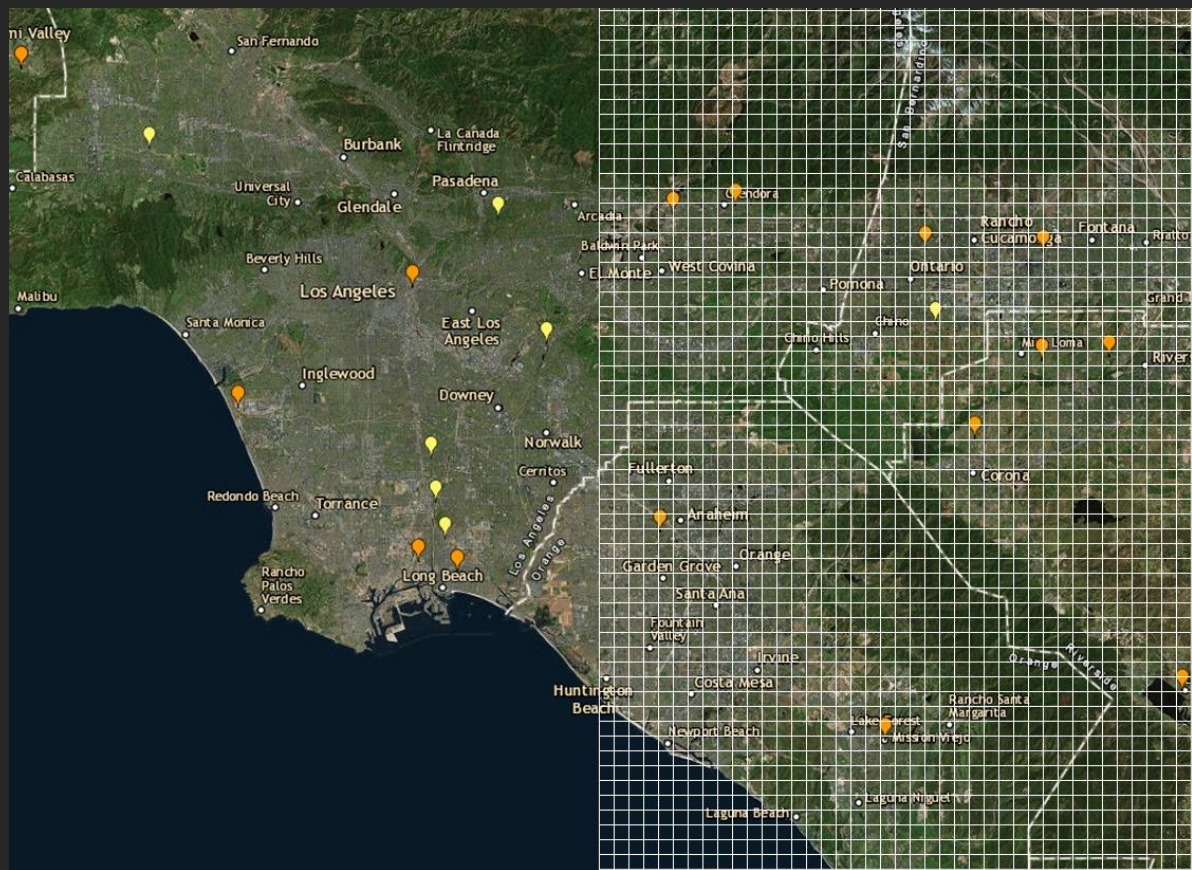 mi Valley
San Fernando
San Bernardino
eles
La Cañada
Flintridge
Burbank
Calabasas
Universal
City
Pasadena
Glendale
Arcadia
Glendora
Baldwin Park
Rancho
Cucamonga
Fontana
Rialto
Beverly Hills
El Monte
West Covina
Ontario
Los Angeles
Pomona
Malibu
Grand T
Santa Monica
East Los
Angeles
Chino
Chino Hills
Mira Loma
River
Inglewood
Downey
Norwalk
Cerritos
Fullerton
Corona
Redondo Beach
Torrance
Los Angeles
Orange
Anaheim
Orange
Garden Grove
Long Beach
Rancho
Palos
Verdes
Santa Ana
Fountain
Valley
Irvine
Orange
Riverside
Costa Mesa
Huntington
Beach
Rancho Santa
Margarita
Lake Forest
Newport Beach
Mission Viejo
Laguna Niguel
Laguna Beach